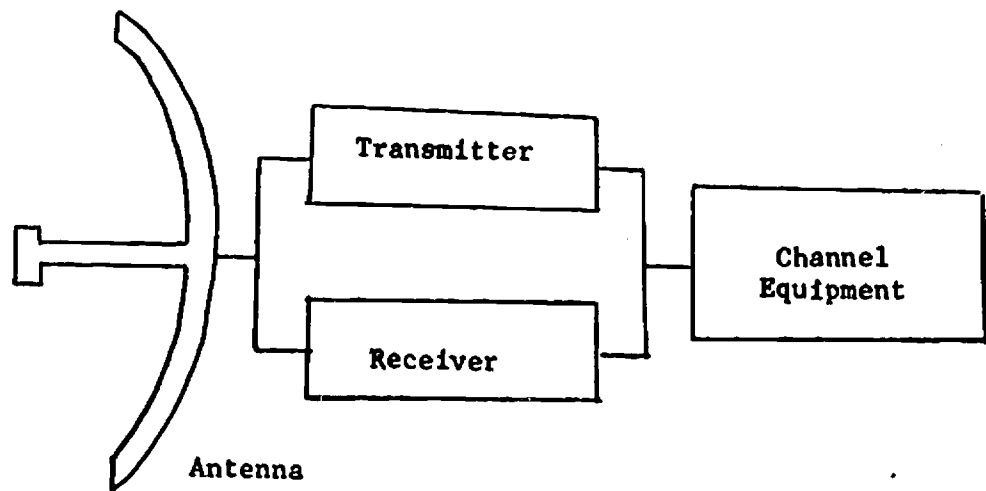 Transmitter
Channel
Equipment
Receiver
Antenna